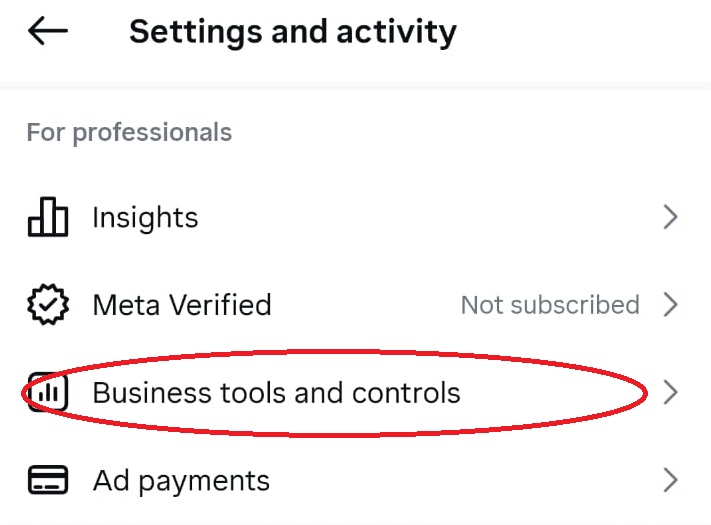 Settings and activity
For professionals
Insights
Meta Verified Not subscribed
Business tools and controls
Ad payments